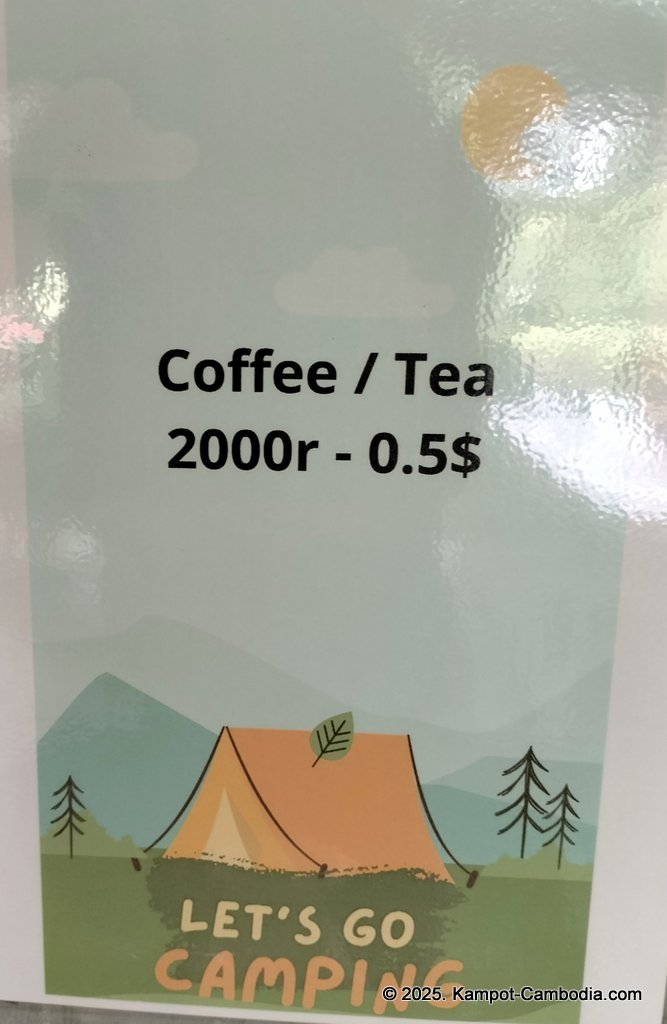 Coffee / Tea
2000r - 0.5$
LET'S GO
CAMPING
© 2025. Kampot-Cambodia.com